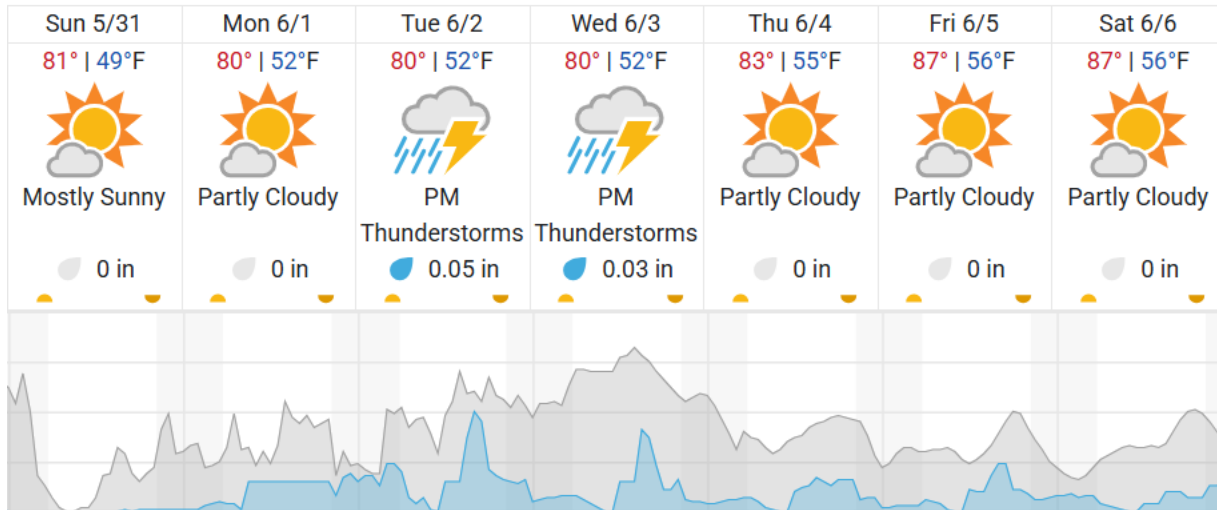 Sun 5/31
81° | 49°F
Mostly Sunny
0 in
Mon 6/1
80° | 52°F
Partly Cloudy
0 in
Tue 6/2
80° | 52°F
PM
Thunderstorms
0.05 in
Wed 6/3
80° | 52°F
PM
Thunderstorms
0.03 in
Thu 6/4
83° | 55°F
Partly Cloudy
0 in
Fri 6/5
87° | 56°F
Partly Cloudy
0 in
Sat 6/6
87° | 56°F
Partly Cloudy
0 in